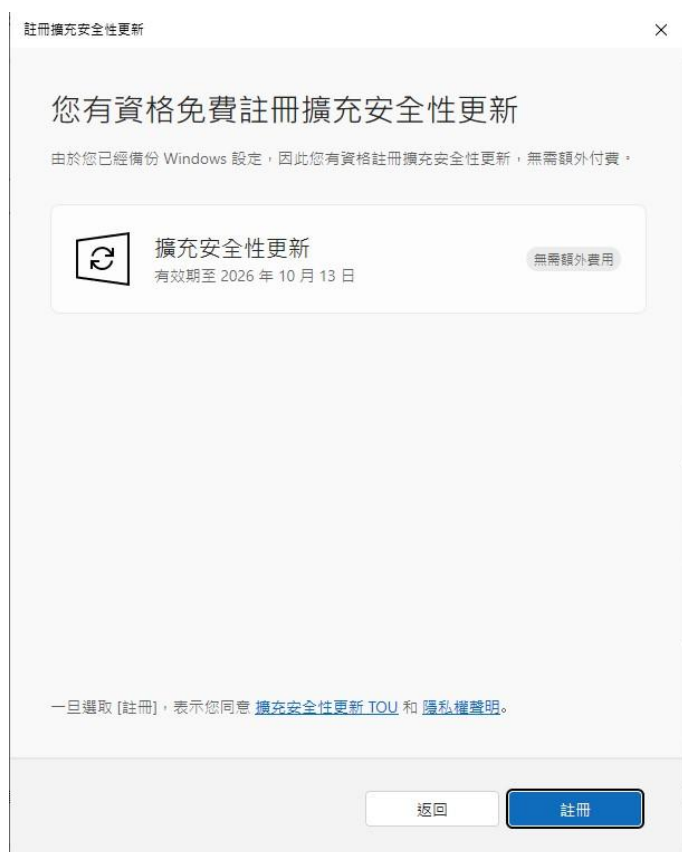 註冊擴充安全性更新
您有資格免費註冊擴充安全性更新
由於您已經備份 Windows 設定，因此您有資格註冊擴充安全性更新，無需額外付費。
擴充安全性更新
有效期至 2026 年 10 月 13 日
無需額外費用
一旦選取 [註冊]，表示您同意 擴充安全性更新 TOU 和 隱私權聲明。
返回
註冊